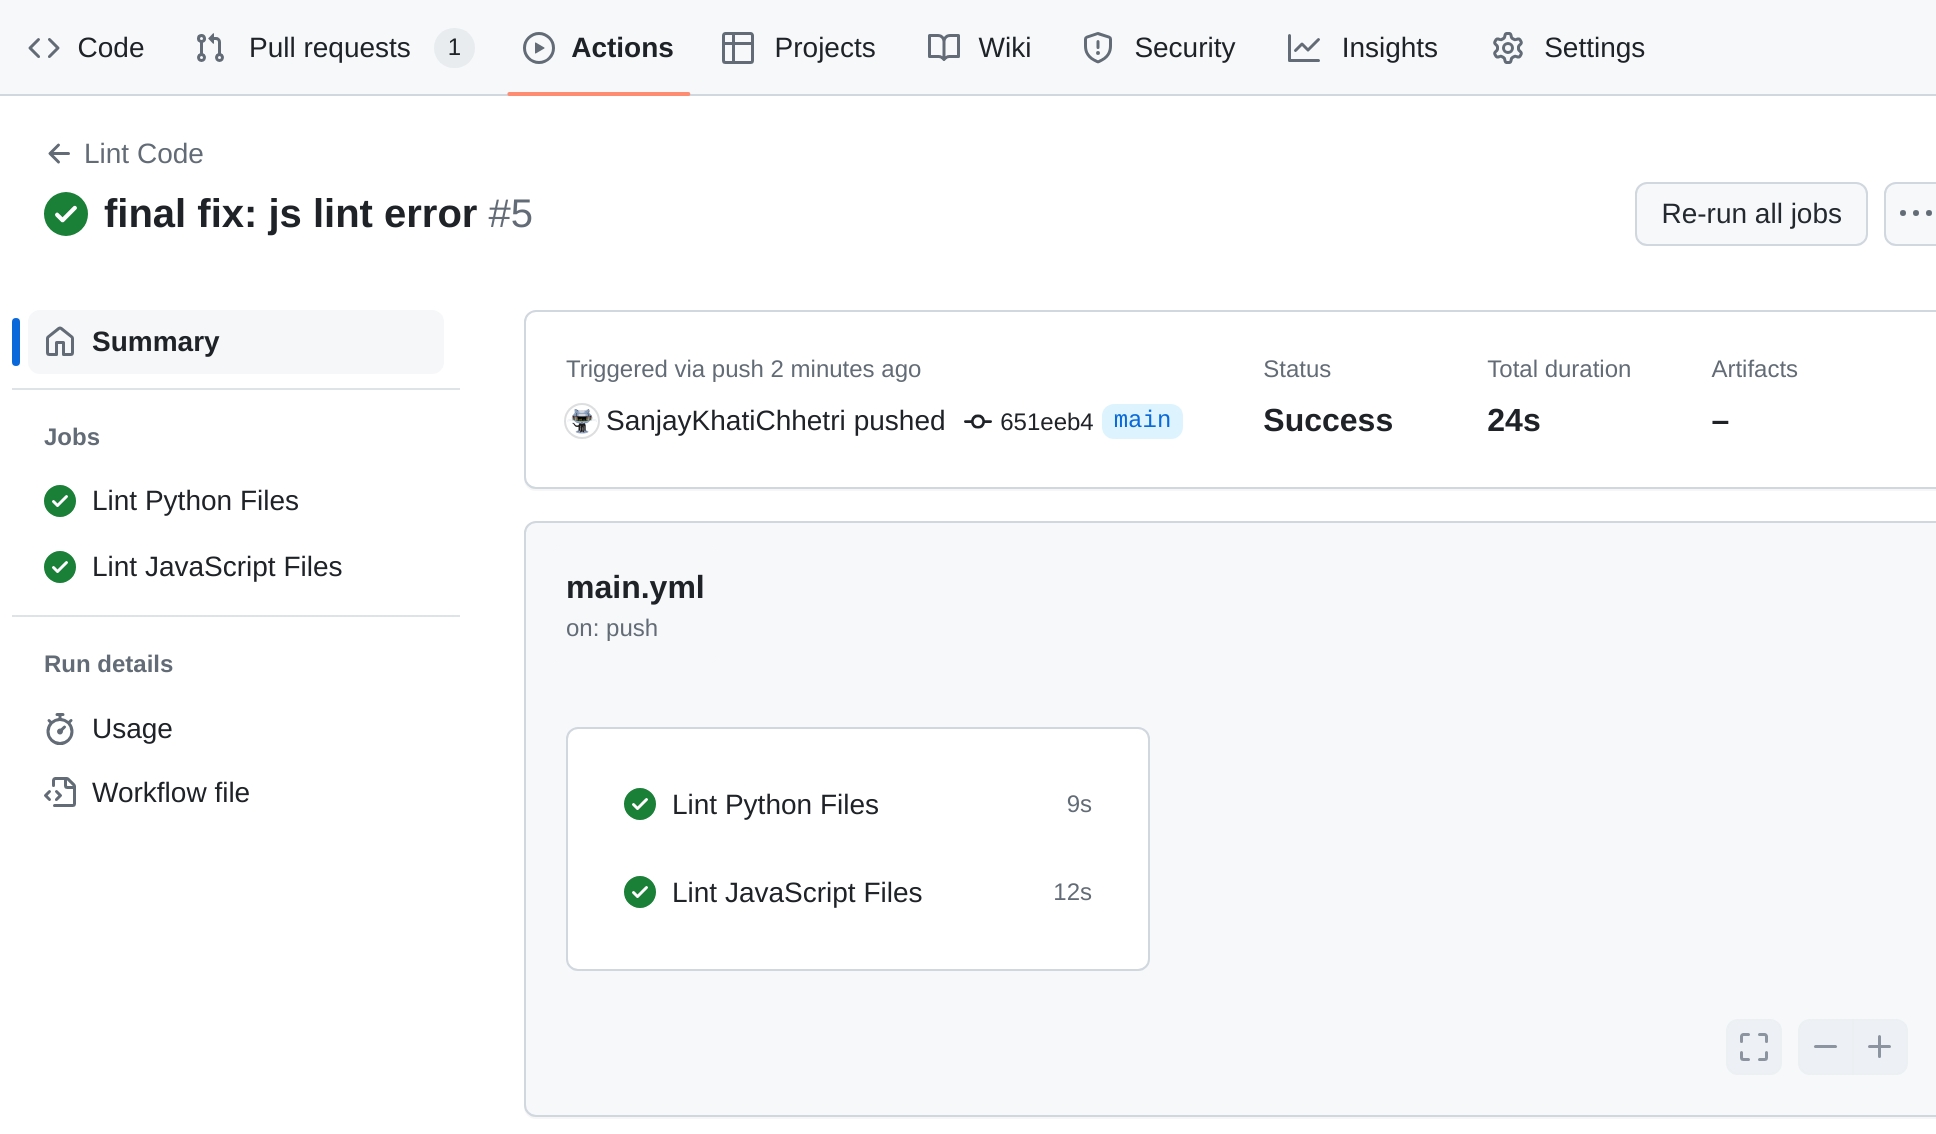 Code Pull requests 1 Actions Projects Wiki Security Insights Settings
Lint Code
final fix: js lint error #5
Re-run all jobs
Summary
Jobs
Lint Python Files
Lint JavaScript Files
Run details
Usage
Workflow file
Triggered via push 2 minutes ago
SanjayKhatiChhetri pushed 651eeb4 main
Status
Success
Total duration
24s
Artifacts
–
main.yml
on: push
Lint Python Files 9s
Lint JavaScript Files 12s